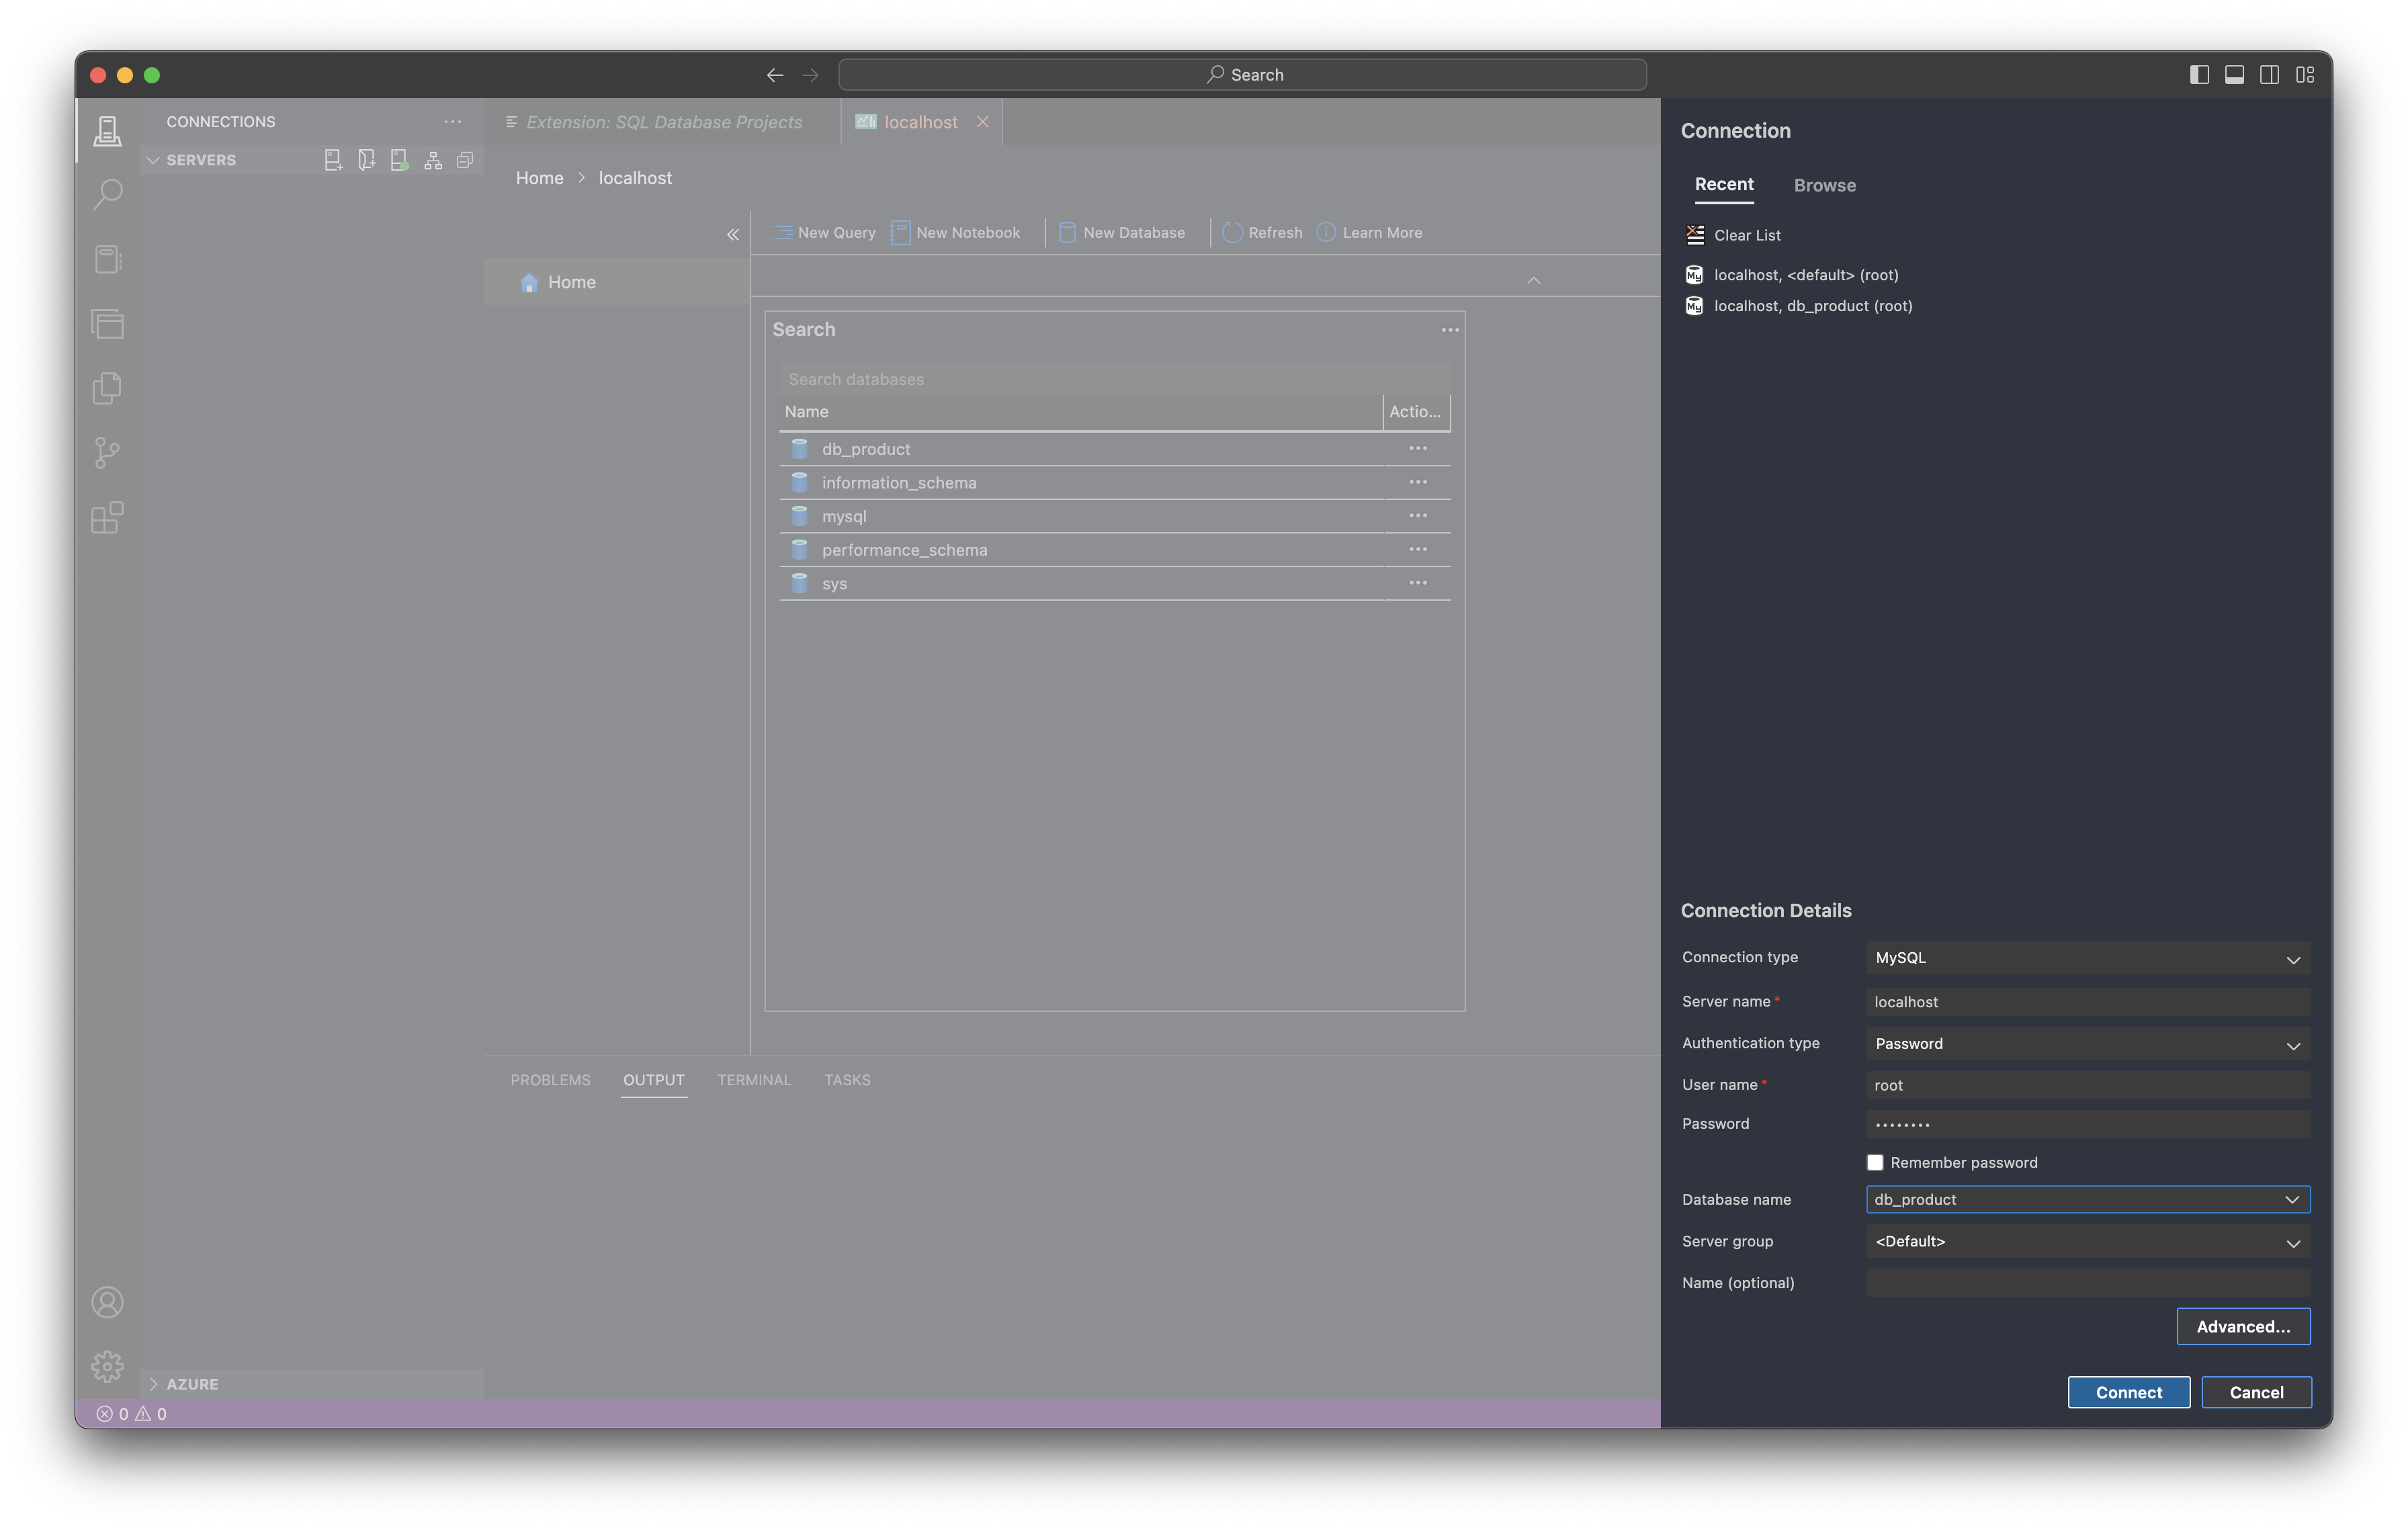 Search
CONNECTIONS
SERVERS
Extension: SQL Database Projects
localhost
Home > localhost
New Query
New Notebook
New Database
Refresh
Learn More
Home
Search
Search databases
Name
Actio...
db_product
information_schema
mysql
performance_schema
sys
PROBLEMS
OUTPUT
TERMINAL
TASKS
AZURE
0
0
Connection
Recent
Browse
Clear List
My localhost, <default> (root)
My localhost, db_product (root)
Connection Details
Connection type
MySQL
Server name *
localhost
Authentication type
Password
User name *
root
Password
••••••••
Remember password
Database name
db_product
Server group
<Default>
Name (optional)
Advanced...
Connect
Cancel